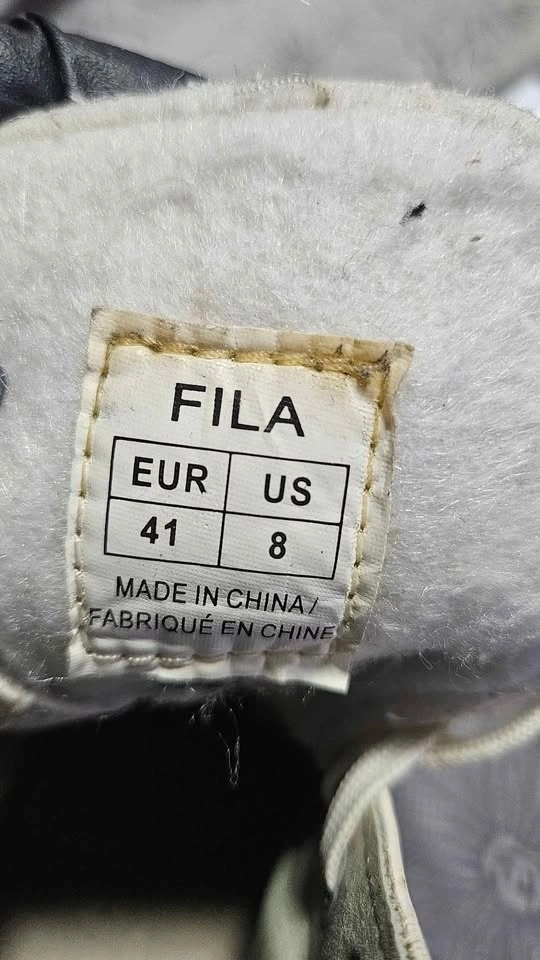 FILA
EUR US
41 8
MADE IN CHINA/
FABRIQUÉ EN CHINE